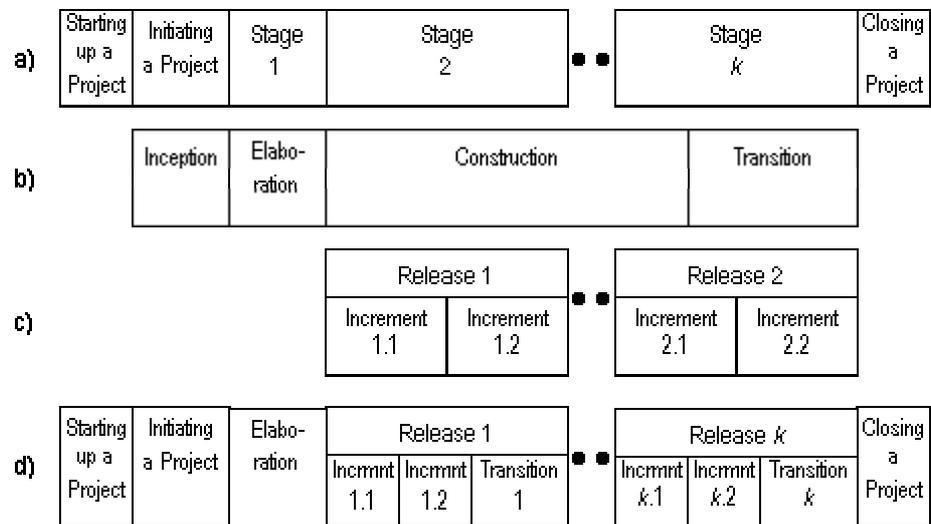 a)
Starting
up a
Project
Initiating
a Project
Stage
1
Stage
2
Stage
k
Closing
a
Project
b)
Inception
Elabo-
ration
Construction
Transition
c)
Release 1
Increment
1.1
Increment
1.2
Release 2
Increment
2.1
Increment
2.2
d)
Starting
up a
Project
Initiating
a Project
Elabo-
ration
Release 1
Incrmnt
1.1
Incrmnt
1.2
Transition
1
Release k
Incrmnt
k.1
Incrmnt
k.2
Transition
k
Closing
a
Project